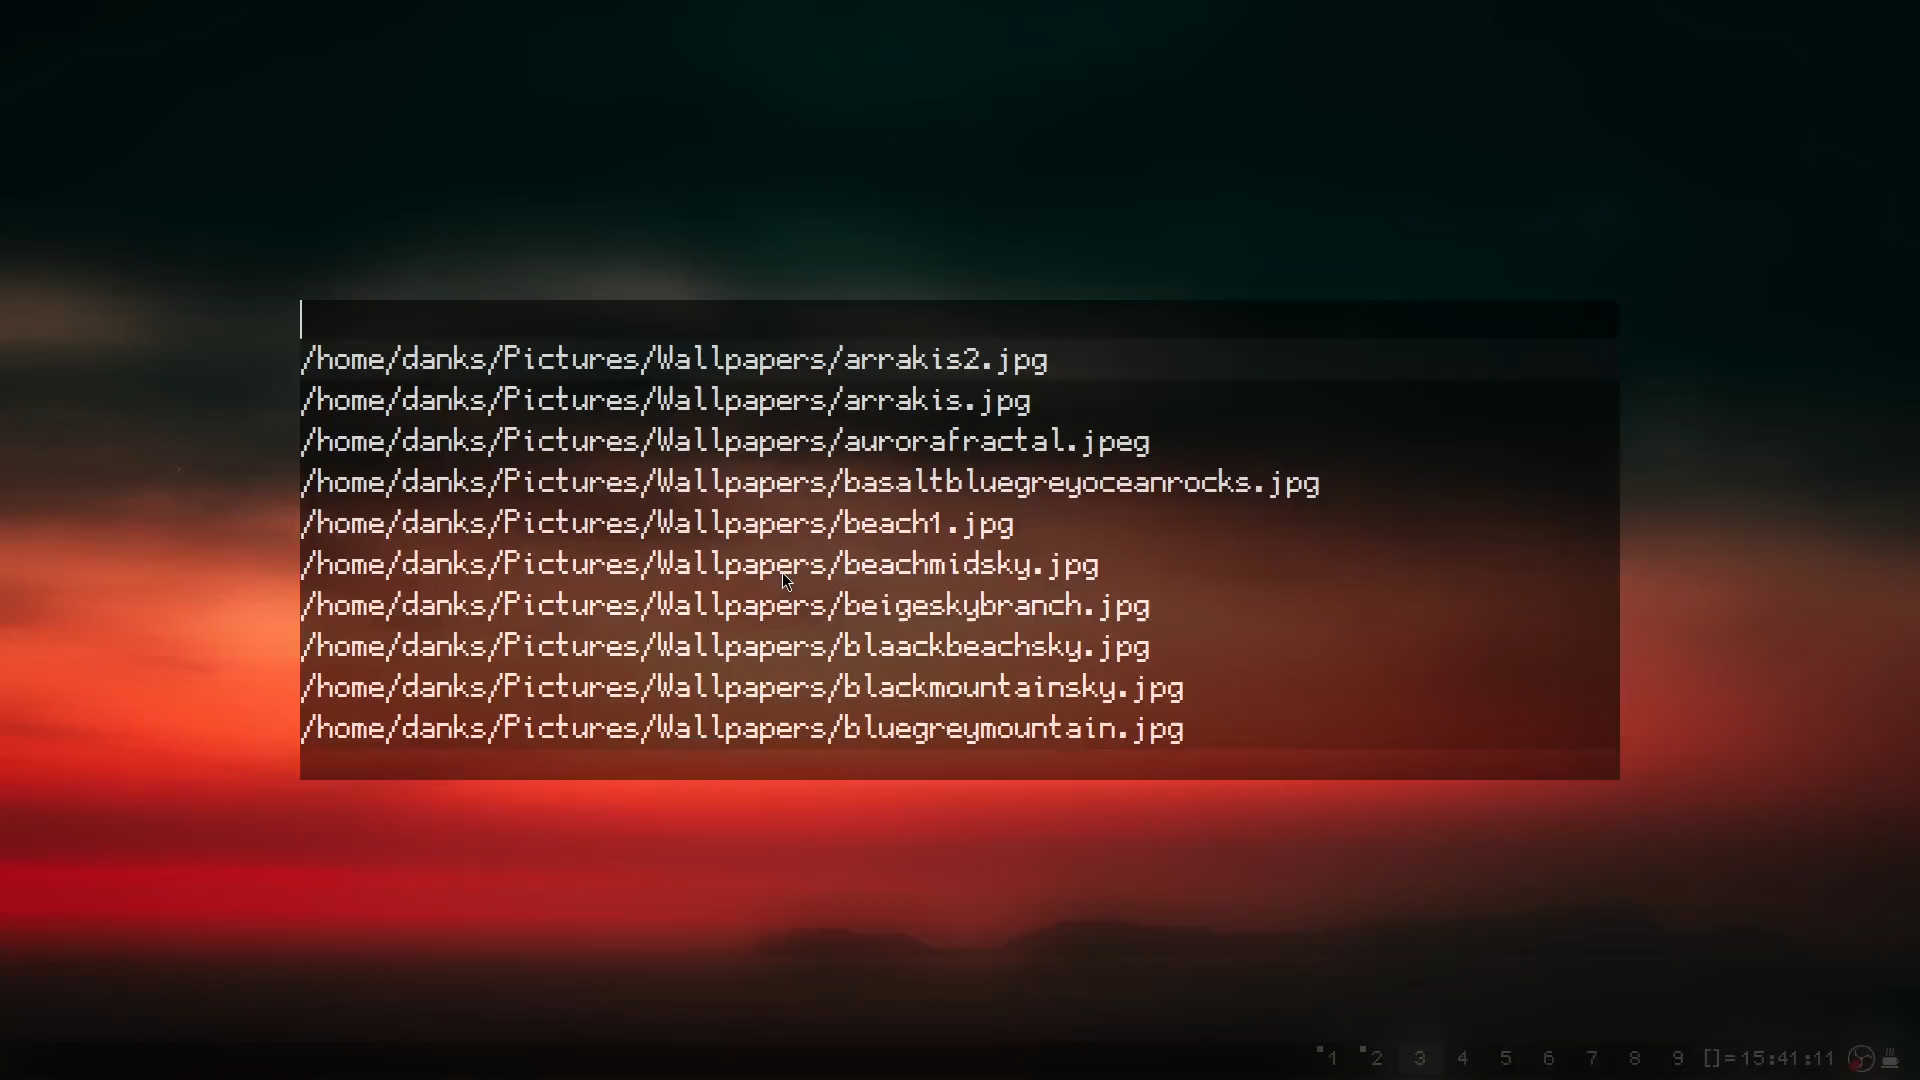 /home/danks/Pictures/Wallpapers/arrakis2.jpg
/home/danks/Pictures/Wallpapers/arrakis.jpg
/home/danks/Pictures/Wallpapers/aurorafractal.jpeg
/home/danks/Pictures/Wallpapers/basaltbluegreyoceanrocks.jpg
/home/danks/Pictures/Wallpapers/beach1.jpg
/home/danks/Pictures/Wallpapers/beachmidsky.jpg
/home/danks/Pictures/Wallpapers/beigeskybranch.jpg
/home/danks/Pictures/Wallpapers/blaackbeachsky.jpg
/home/danks/Pictures/Wallpapers/blackmountainsky.jpg
/home/danks/Pictures/Wallpapers/bluegreymountain.jpg
1 2 3 4 5 6 7 8 9 []= 15:41:11